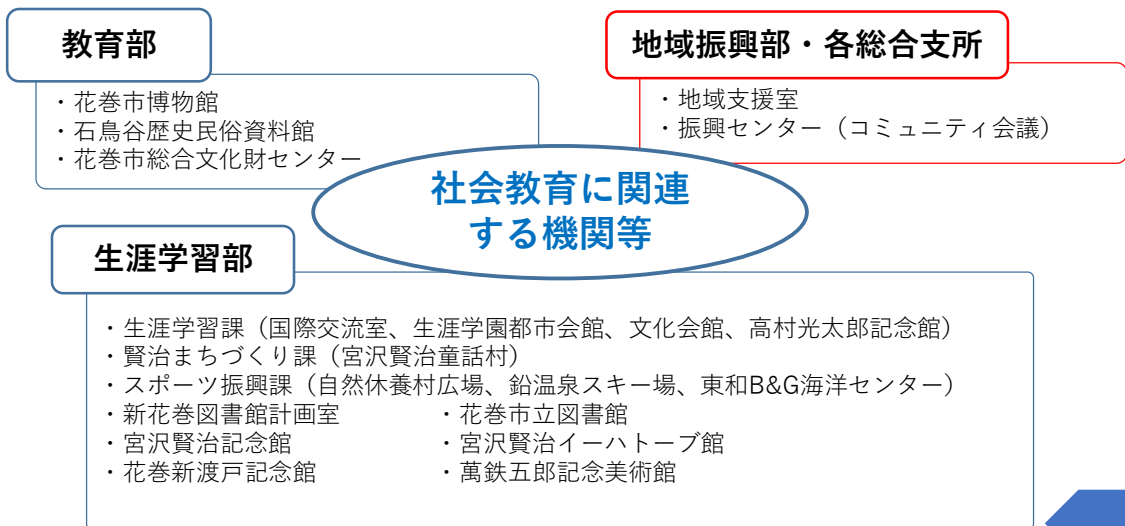 教育部
・花巻市博物館
・石鳥谷歴史民俗資料館
・花巻市総合文化財センター
地域振興部・各総合支所
・地域支援室
・振興センター（コミュニティ会議）
社会教育に関連
する機関等
生涯学習部
・生涯学習課（国際交流室、生涯学園都市会館、文化会館、高村光太郎記念館）
・賢治まちづくり課（宮沢賢治童話村）
・スポーツ振興課（自然休養村広場、鉛温泉スキー場、東和B&G海洋センター）
・新花巻図書館計画室　・花巻市立図書館
・宮沢賢治記念館　・宮沢賢治イーハトーブ館
・花巻新渡戸記念館　・萬鉄五郎記念美術館